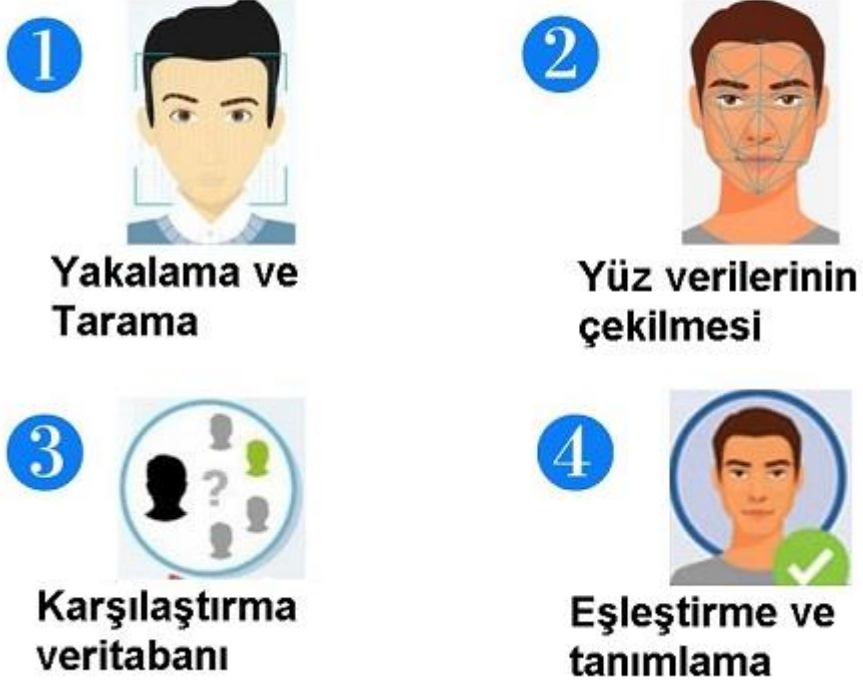 1
Yakalama ve
Tarama
2
Yüz verilerinin
çekilmesi
3
?
Karşılaştırma
veritabanı
4
Eşleştirme ve
tanımlama